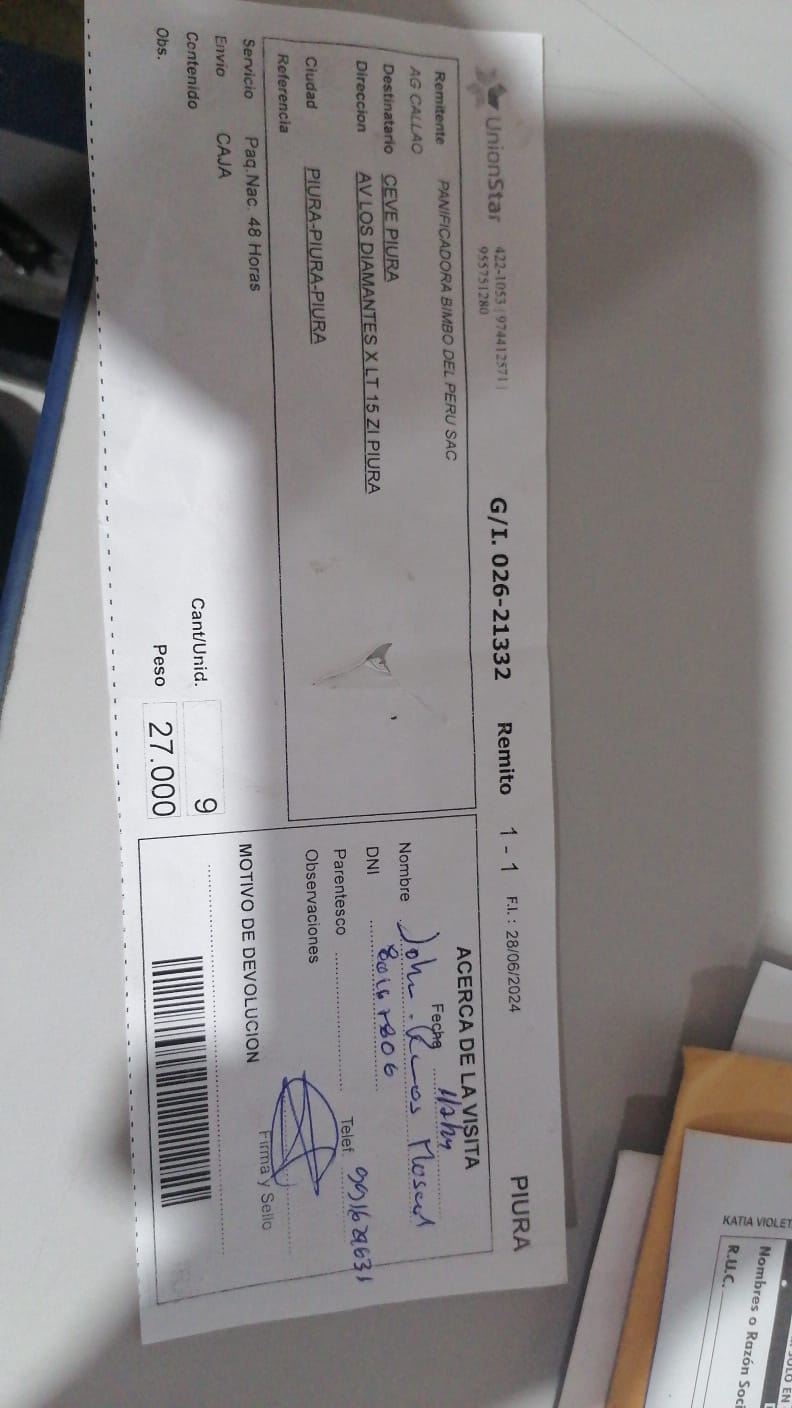 UnionStar 422-1053 | 974412571 |
955751280
G/I. 026-21332 Remito 1 - 1 F.I.: 28/06/2024 PIURA
Remitente PANIFICADORA BIMBO DEL PERU SAC
AG CALLAO
Destinatario CEVE PIURA
Direccion AV LOS DIAMANTES X LT 15 ZI PIURA
Ciudad PIURA-PIURA-PIURA
Referencia
Servicio Paq.Nac. 48 Horas
Envio CAJA
Contenido
Obs.
Cant/Unid. 9
Peso 27.000
ACERCA DE LA VISITA
Fecha
Nombre John
DNI
Parentesco Telef.
Observaciones
Firma y Sello
MOTIVO DE DEVOLUCION
KATIA VIOLET
Nombres o Razón Soc
R.U.C.